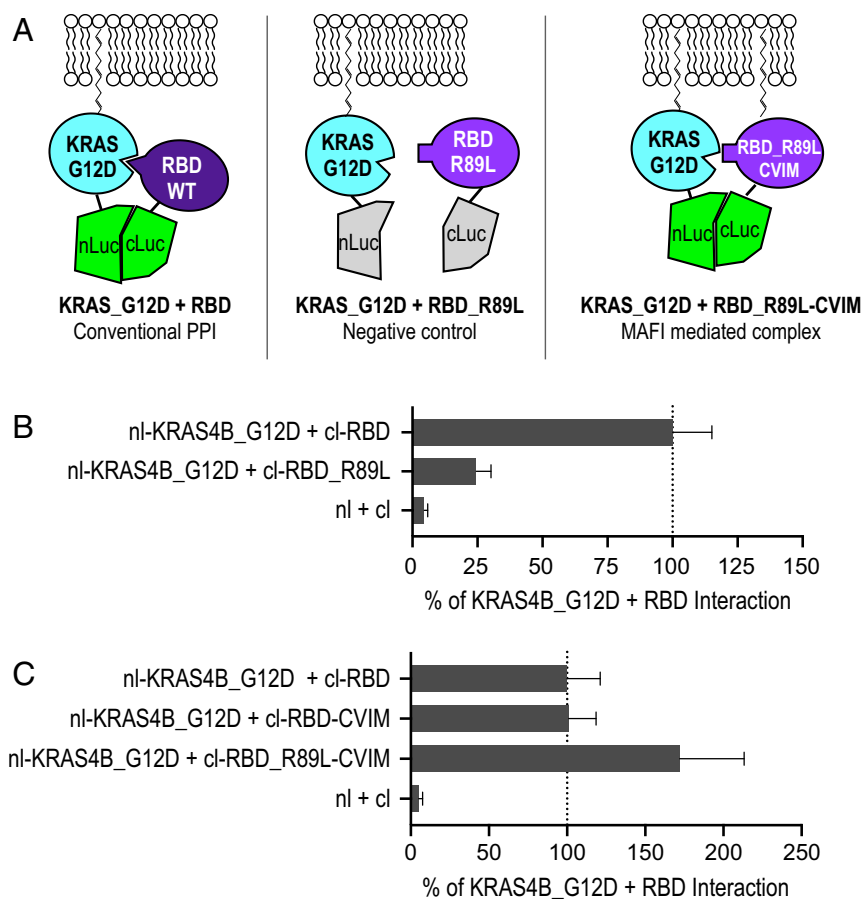 A
KRAS
G12D
RBD
WT
nLuc
cLuc
KRAS_G12D + RBD
Conventional PPI
KRAS
G12D
RBD
R89L
nLuc
cLuc
KRAS_G12D + RBD_R89L
Negative control
KRAS
G12D
RBD_R89L
CVIM
nLuc
cLuc
KRAS_G12D + RBD_R89L-CVIM
MAFI mediated complex
B
nl-KRAS4B_G12D + cl-RBD
nl-KRAS4B_G12D + cl-RBD_R89L
nl + cl
0 25 50 75 100 125 150
% of KRAS4B_G12D + RBD Interaction
C
nl-KRAS4B_G12D + cl-RBD
nl-KRAS4B_G12D + cl-RBD-CVIM
nl-KRAS4B_G12D + cl-RBD_R89L-CVIM
nl + cl
0 50 100 150 200 250
% of KRAS4B_G12D + RBD Interaction